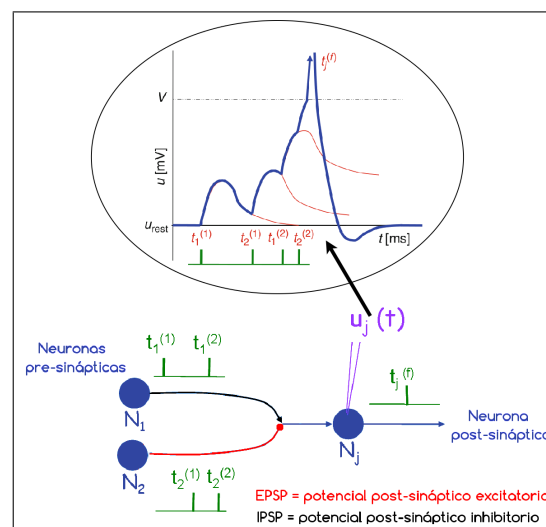 t_j^(f)
V
u [mV]
u_rest
t_1^(1) t_2^(1) t_1^(2) t_2^(2)
t [ms]
u_j (t)
Neuronas
pre-sinápticas
t_1^(1) t_1^(2)
t_j^(f)
N_1
N_j
Neurona
post-sináptica
N_2
t_2^(1) t_2^(2)
EPSP = potencial post-sináptico excitatorio
IPSP = potencial post-sináptico inhibitorio